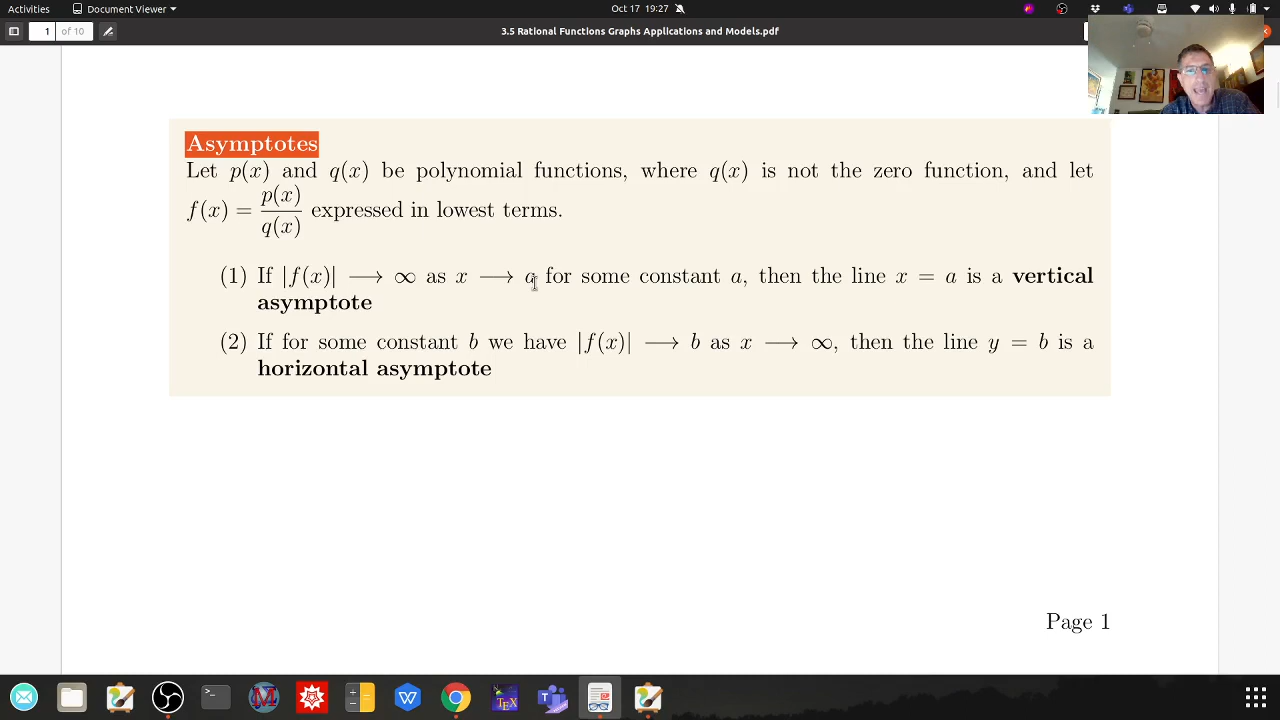 Activities Document Viewer Oct 17 19:27
1 of 10 3.5 Rational Functions Graphs Applications and Models.pdf
Asymptotes
Let p(x) and q(x) be polynomial functions, where q(x) is not the zero function, and let
f(x) = p(x)/q(x) expressed in lowest terms.
(1) If |f(x)| ⟶ ∞ as x ⟶ a for some constant a, then the line x = a is a vertical
asymptote
(2) If for some constant b we have |f(x)| ⟶ b as x ⟶ ∞, then the line y = b is a
horizontal asymptote
Page 1